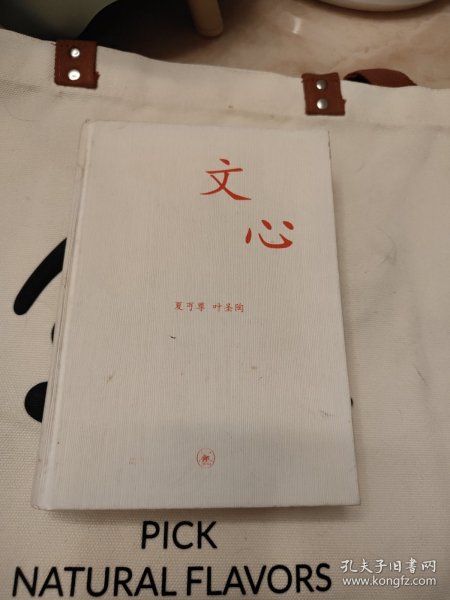 文
心
夏丏尊 叶圣陶
PICK
NATURAL FLAVORS
孔夫子旧书网
www.kongfz.com